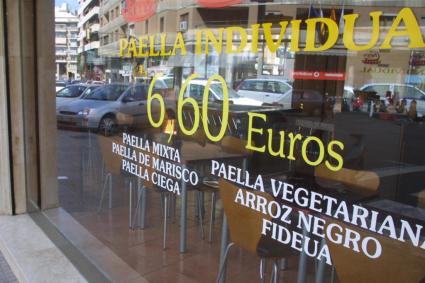 PAELLA INDIVIDUA
6,60 Euros
PAELLA MIXTA
PAELLA DE MARISCO
PAELLA CIEGA
PAELLA VEGETARIANA
ARROZ NEGRO
FIDEUA